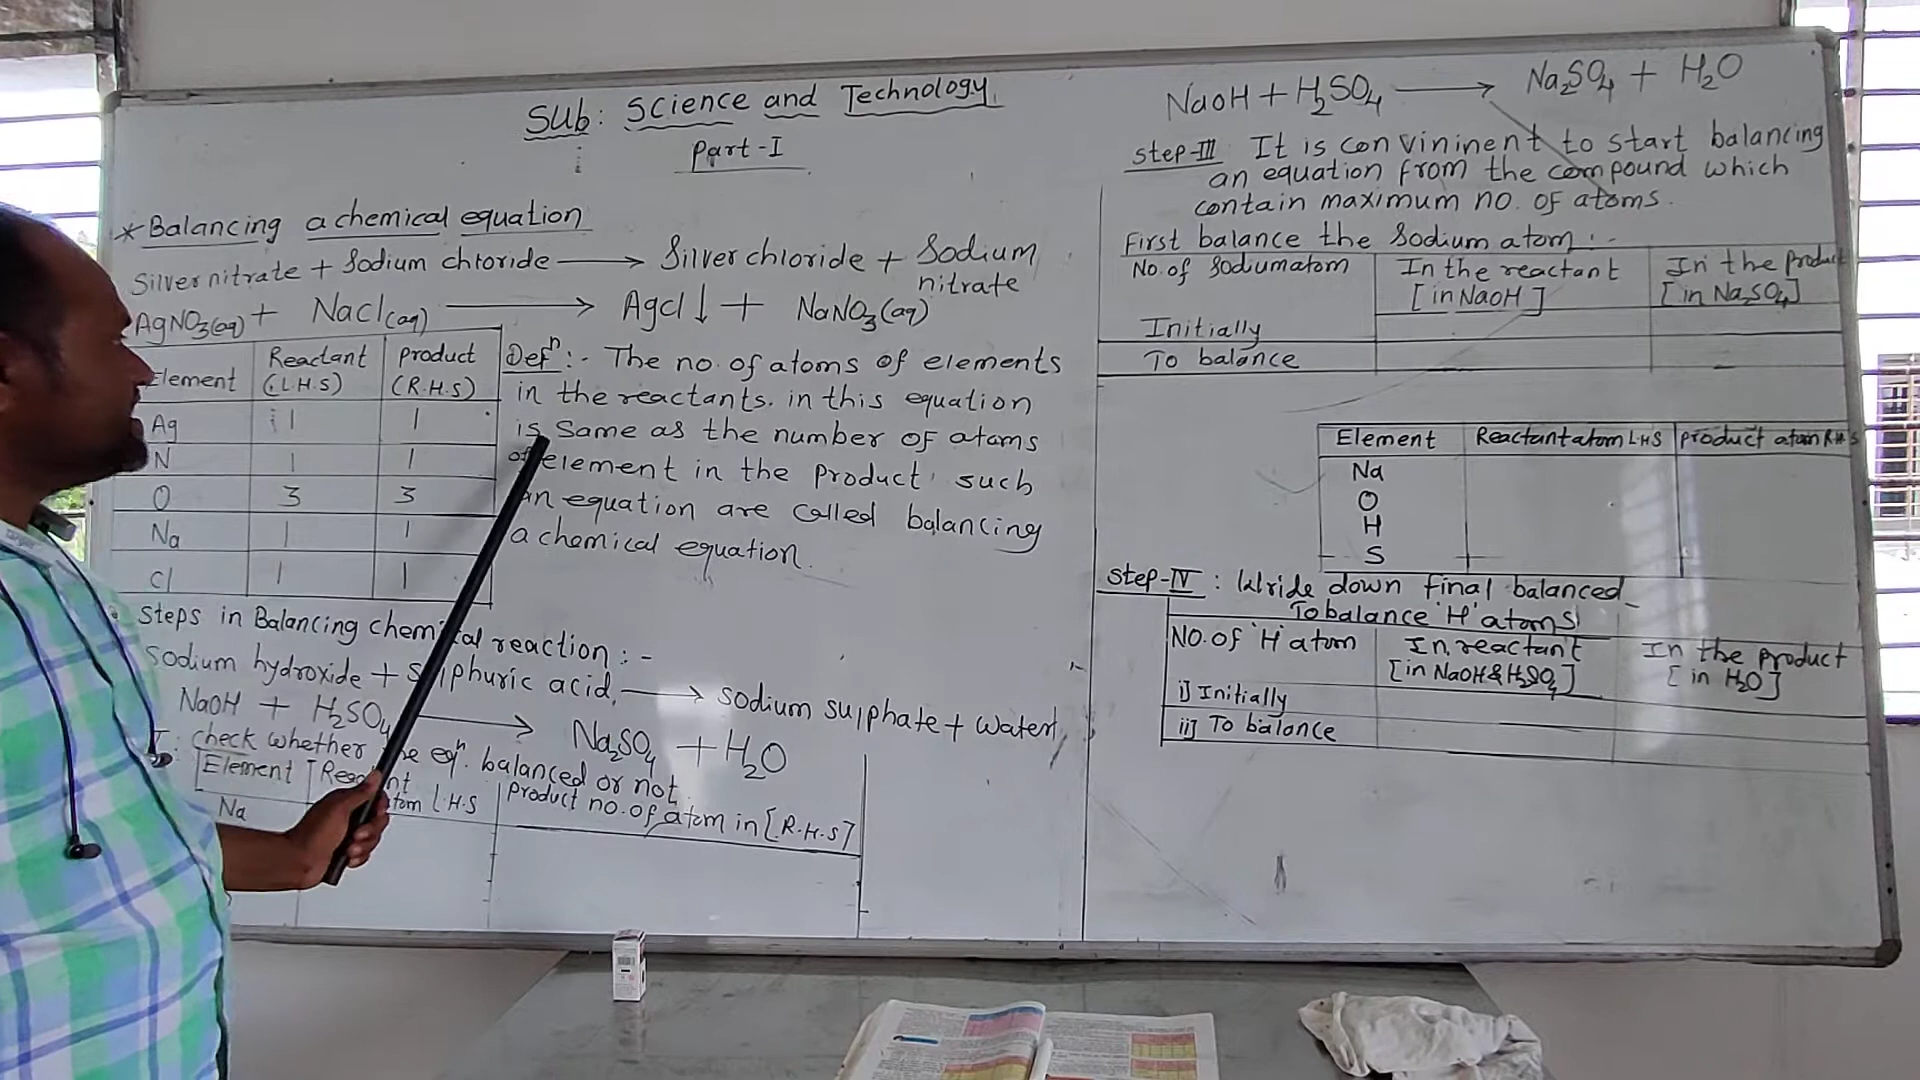 SUb: Science and Technology
Part-I
* Balancing a chemical equation
Silver nitrate + Sodium chloride ⟶ Silver chloride + Sodium nitrate
AgNO₃(aq) + NaCl(aq) ⟶ AgCl↓ + NaNO₃(aq)
Element Reactant (L.H.S) Product (R.H.S)
Ag 1 1
N 1 1
O 3 3
Na 1 1
Cl 1 1
Defⁿ:- The no. of atoms of elements
in the reactants. in this equation
is same as the number of atoms
of element in the product such
an equation are called balancing
a chemical equation.
Steps in Balancing chemical reaction:-
Sodium hydroxide + Sulphuric acid ⟶ Sodium sulphate + water
NaOH + H₂SO₄ ⟶ Na₂SO₄ + H₂O
I: check whether the eqⁿ. balanced or not
Element Reactant atom L.H.S product no. of atom in [R.H.S]
Na
NaoH + H₂SO₄ ⟶ Na₂SO₄ + H₂O
Step-III It is convininent to start balancing
an equation from the compound which
contain maximum no. of atoms.
First balance the Sodium atom:-
No. of Sodium atom In the reactant [in NaOH] In the product [in Na₂SO₄]
Initially
To balance
Element Reactant atom L.H.S product atom R.H.S
Na
O
H
S
Step-IV: Wride down final balanced
To balance 'H' atoms
NO. of 'H' atom In reactant [in NaOH & H₂SO₄] In the product [in H₂O]
i] Initially
ii] To balance